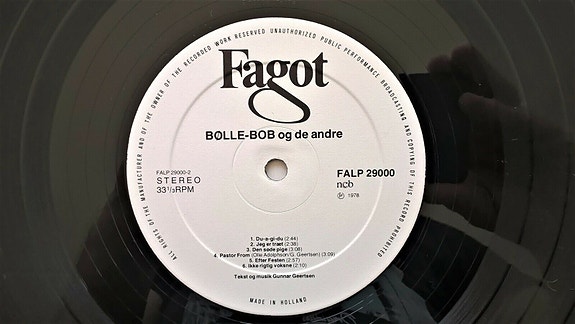 ALL RIGHTS OF THE MANUFACTURER AND OF THE OWNER OF THE RECORDED WORK RESERVED UNAUTHORIZED PUBLIC PERFORMANCE BROADCASTING AND COPYING OF THIS RECORD PROHIBITED
Fagot
BØLLE-BOB og de andre
FALP 29000-2
STEREO
33 1/3 RPM
FALP 29000
ncb
Ⓟ 1978
1. Du-a-gi-du (2:44)
2. Jeg er træt (2:38)
3. Den søde pige (3:08)
4. Pastor From (Olle Adolphson/G. Geertsen) (3:09)
5. Efter Festen (2:57)
6. Ikke rigtig voksne (2:10)
Tekst og musik Gunnar Geertsen
MADE IN HOLLAND